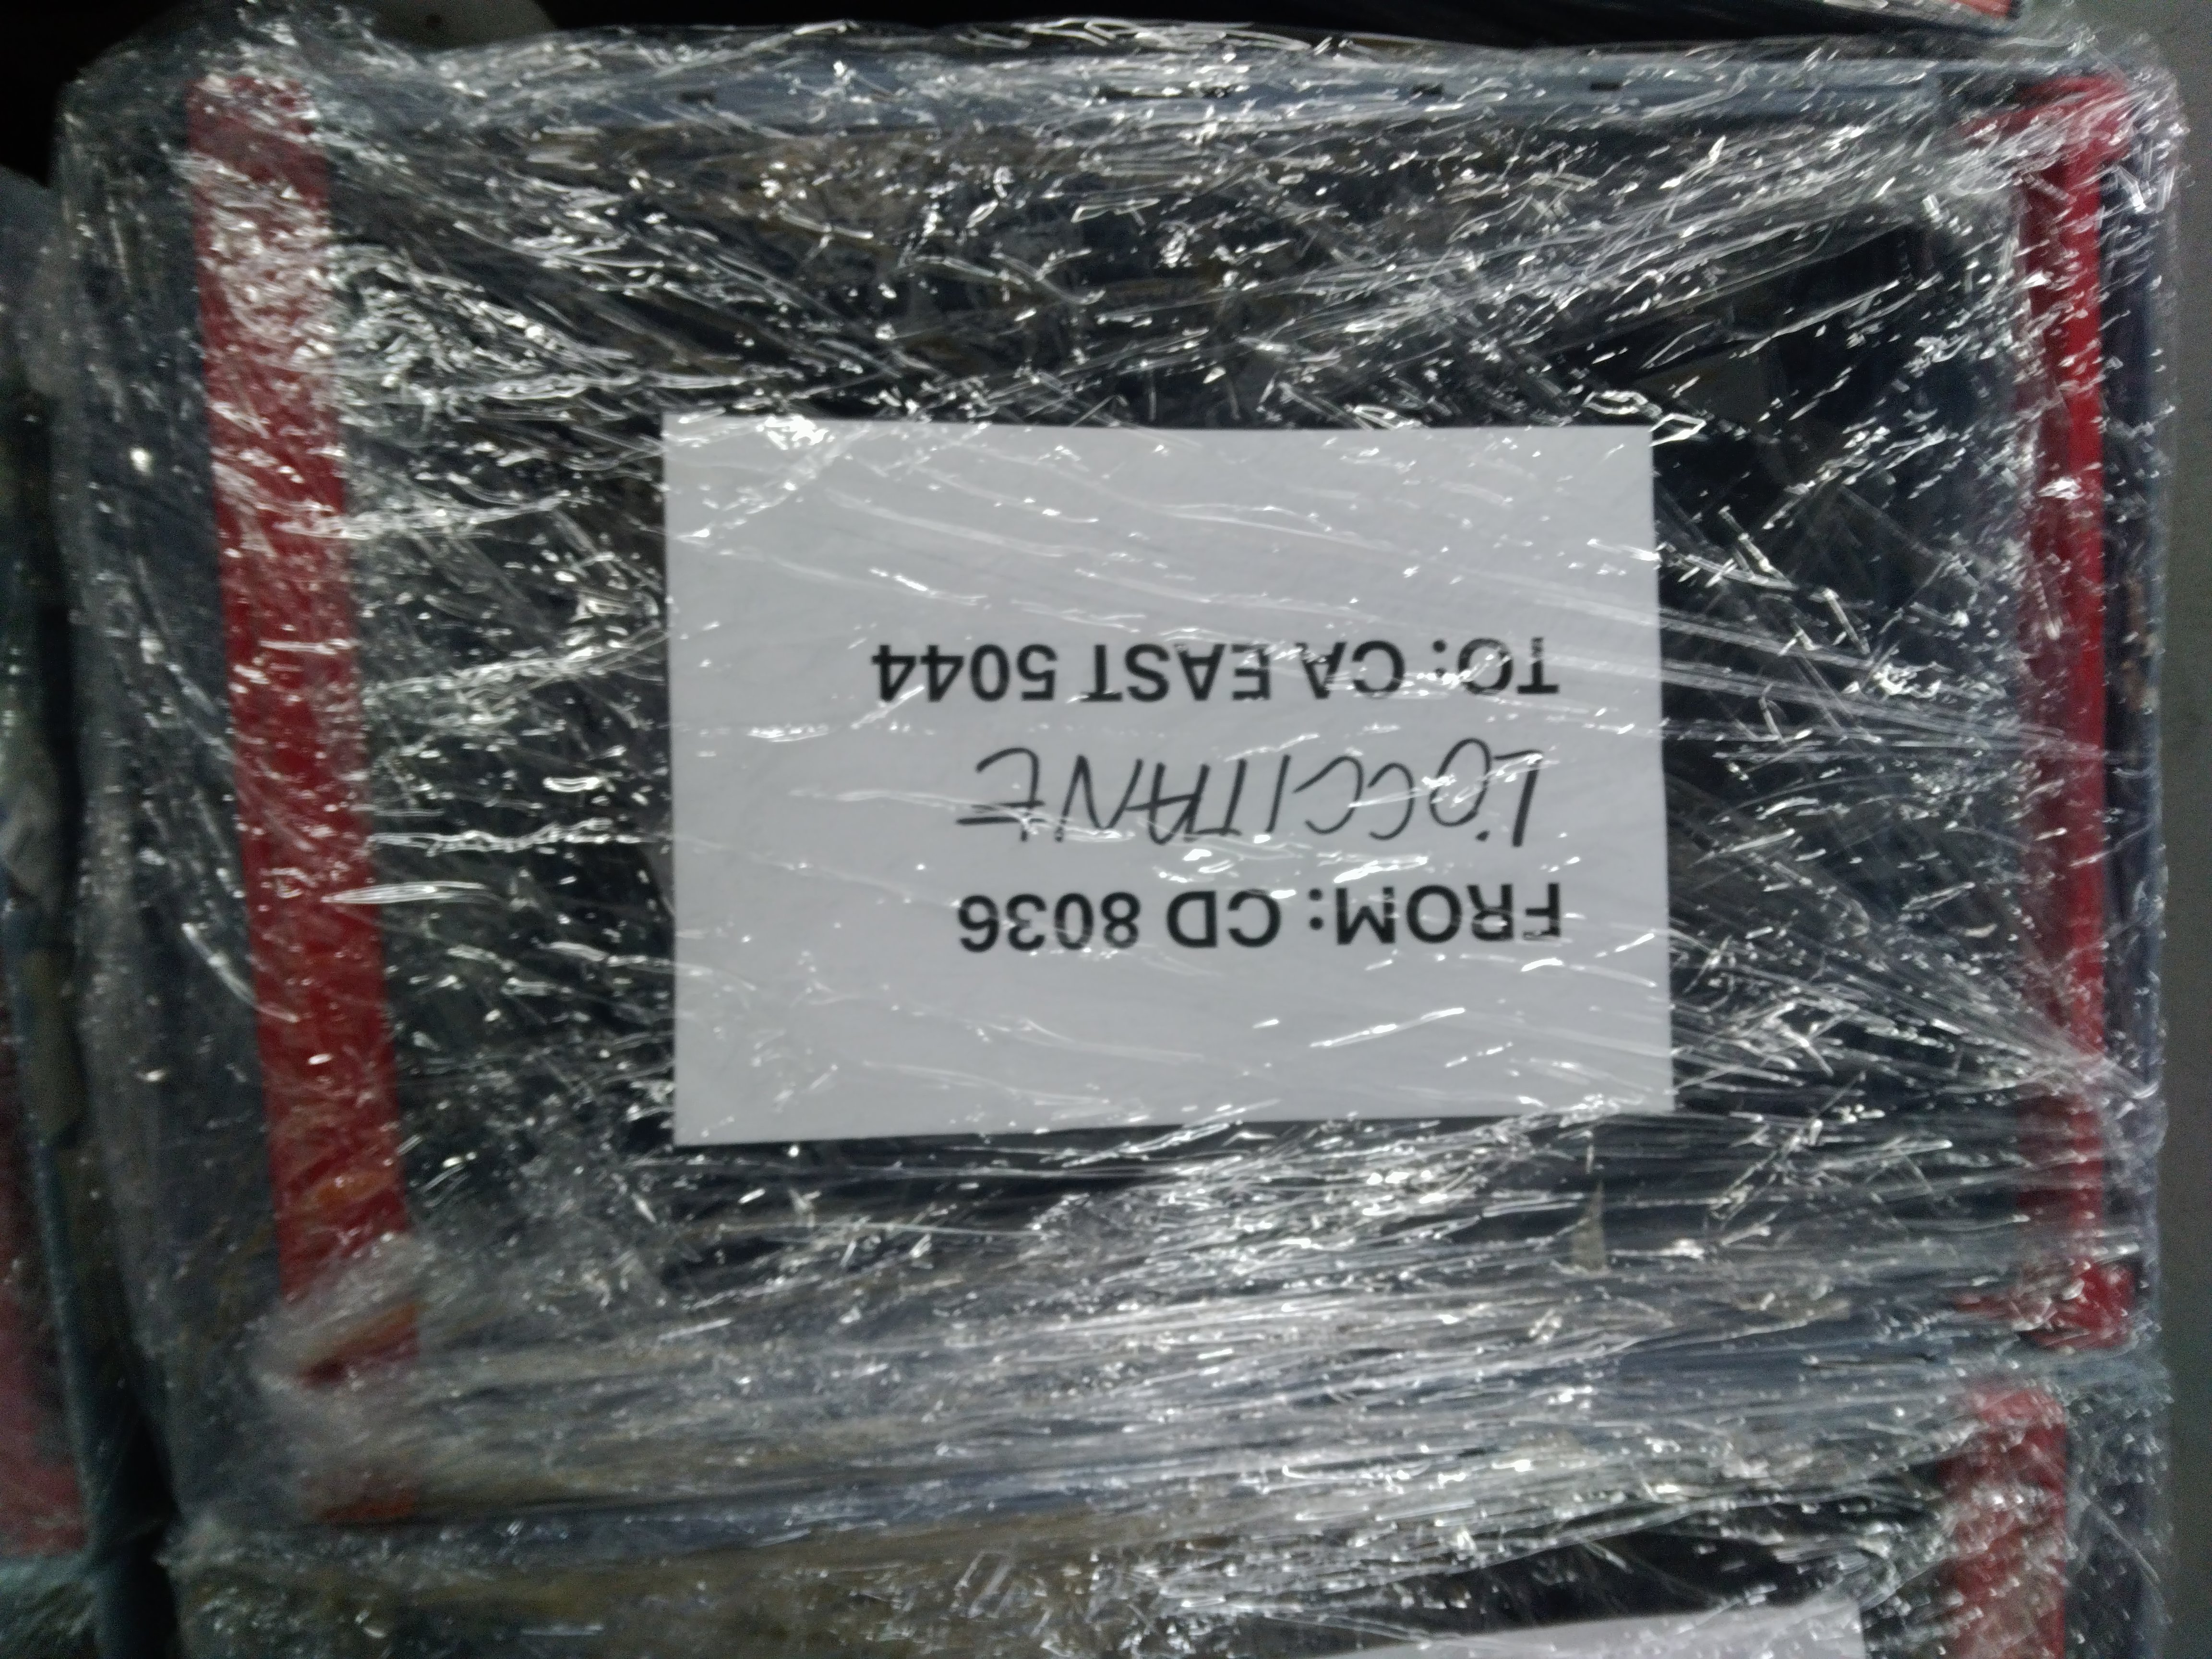 FROM: CD 8036
L'OCCITANE
TO: CA EAST 5044